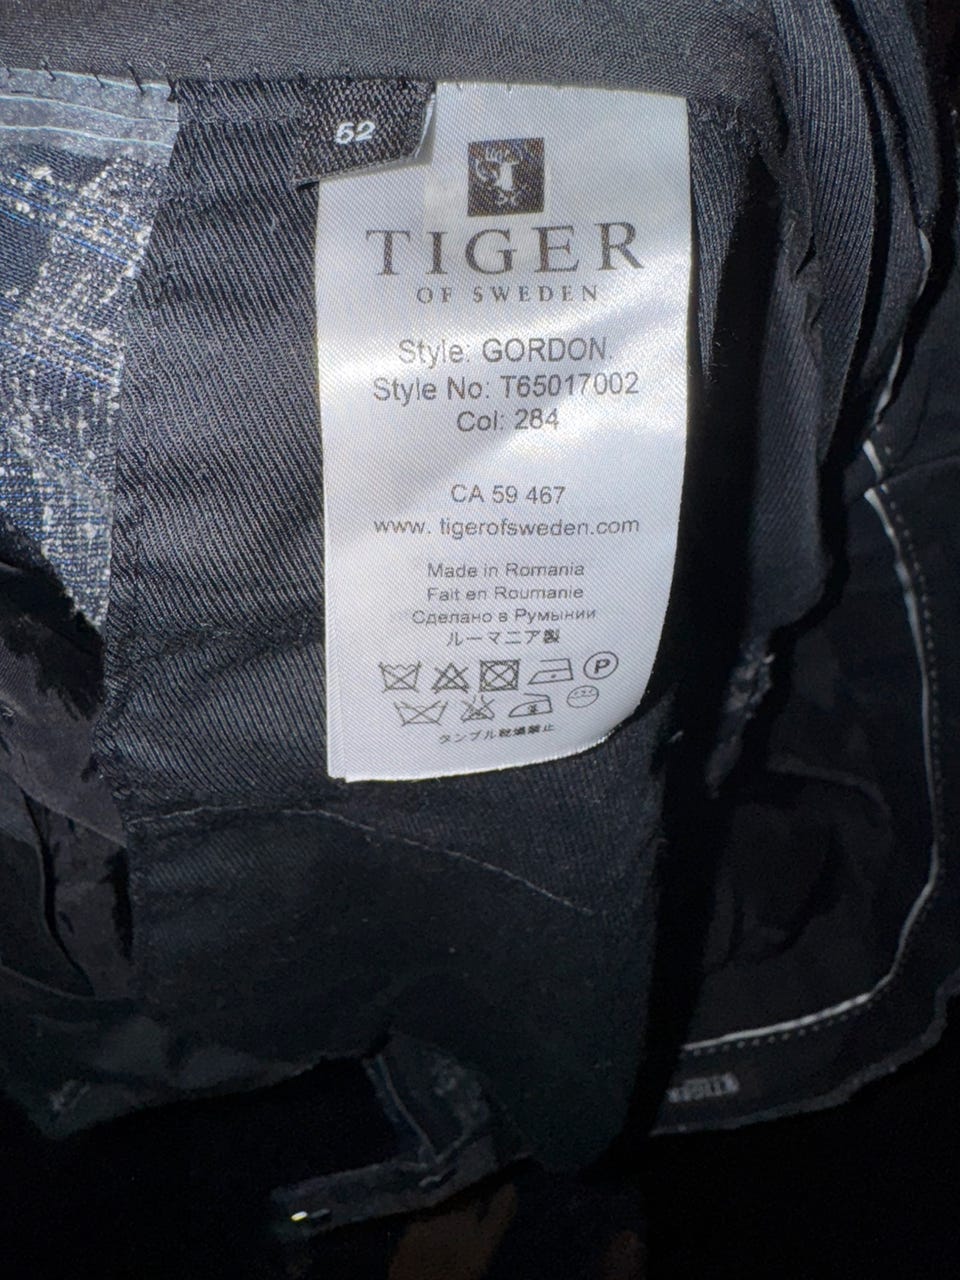 52
TIGER
OF SWEDEN
Style: GORDON.
Style No: T65017002
Col: 284
CA 59 467
www. tigerofsweden.com
Made in Romania
Fait en Roumanie
Сделано в Румынии
ルーマニア製
P
タンブル乾燥禁止